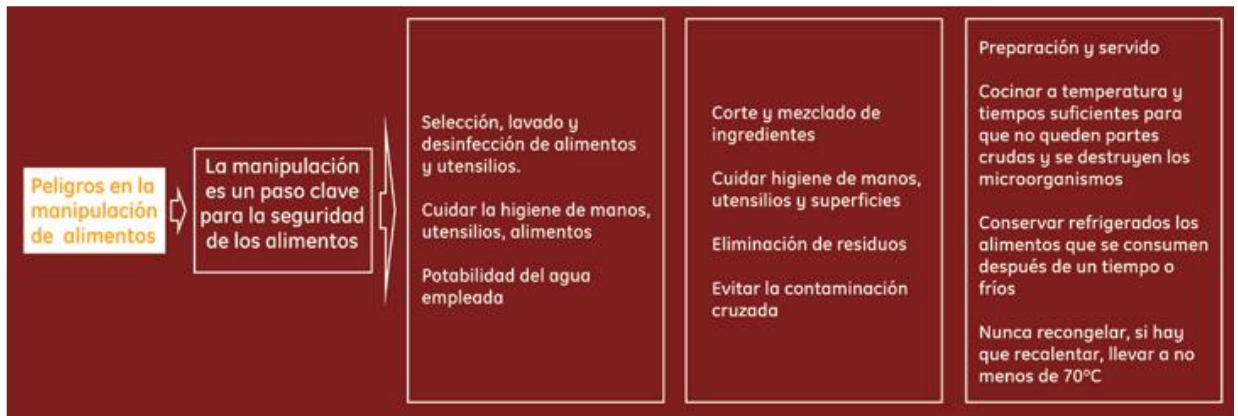 Peligros en la
manipulación
de alimentos
La manipulación
es un paso clave
para la seguridad
de los alimentos
Selección, lavado y
desinfección de alimentos
y utensilios.
Cuidar la higiene de manos,
utensilios, alimentos
Potabilidad del agua
empleada
Corte y mezclado de
ingredientes
Cuidar higiene de manos,
utensilios y superficies
Eliminación de residuos
Evitar la contaminación
cruzada
Preparación y servido
Cocinar a temperatura y
tiempos suficientes para
que no queden partes
crudas y se destruyen los
microorganismos
Conservar refrigerados los
alimentos que se consumen
después de un tiempo o
fríos
Nunca recongelar, si hay
que recalentar, llevar a no
menos de 70°C